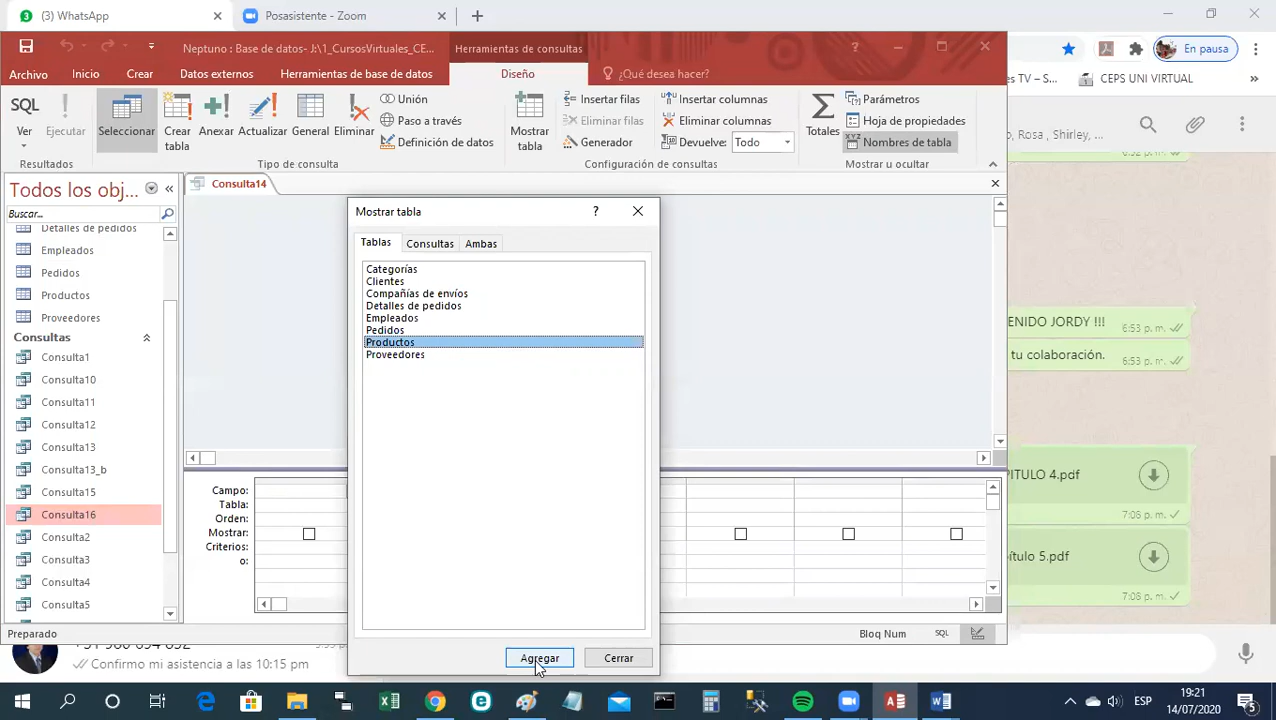 (3) WhatsApp
Posasistente - Zoom
Neptuno : Base de datos- J:\1_CursosVirtuales_CE...
Herramientas de consultas
En pausa
Archivo
Inicio
Crear
Datos externos
Herramientas de base de datos
Diseño
¿Qué desea hacer?
ES TV – S...
CEPS UNI VIRTUAL
SQL
Ver
Ejecutar
Seleccionar
Crear
tabla
Anexar
Actualizar
General
Eliminar
Unión
Paso a través
Definición de datos
Mostrar
tabla
Insertar filas
Eliminar filas
Generador
Insertar columnas
Eliminar columnas
Devuelve:
Todo
Totales
Parámetros
Hoja de propiedades
Nombres de tabla
o, Rosa , Shirley, ...
Resultados
Tipo de consulta
Configuración de consultas
Mostrar u ocultar
Todos los obj...
Consulta14
Buscar...
Detalles de pedidos
Empleados
Pedidos
Productos
Proveedores
Consultas
Consulta1
Consulta10
Consulta11
Consulta12
Consulta13
Consulta13_b
Consulta15
Consulta16
Consulta2
Consulta3
Consulta4
Consulta5
Mostrar tabla
Tablas
Consultas
Ambas
Categorías
Clientes
Compañías de envíos
Detalles de pedidos
Empleados
Pedidos
Productos
Proveedores
Agregar
Cerrar
Campo:
Tabla:
Orden:
Mostrar:
Criterios:
o:
Preparado
Bloq Num
SQL
ENIDO JORDY !!!
6:53 p. m.
tu colaboración.
6:53 p. m.
PITULO 4.pdf
7:08 p. m.
pítulo 5.pdf
7:08 p. m.
Confirmo mi asistencia a las 10:15 pm
ESP
19:21
14/07/2020
5